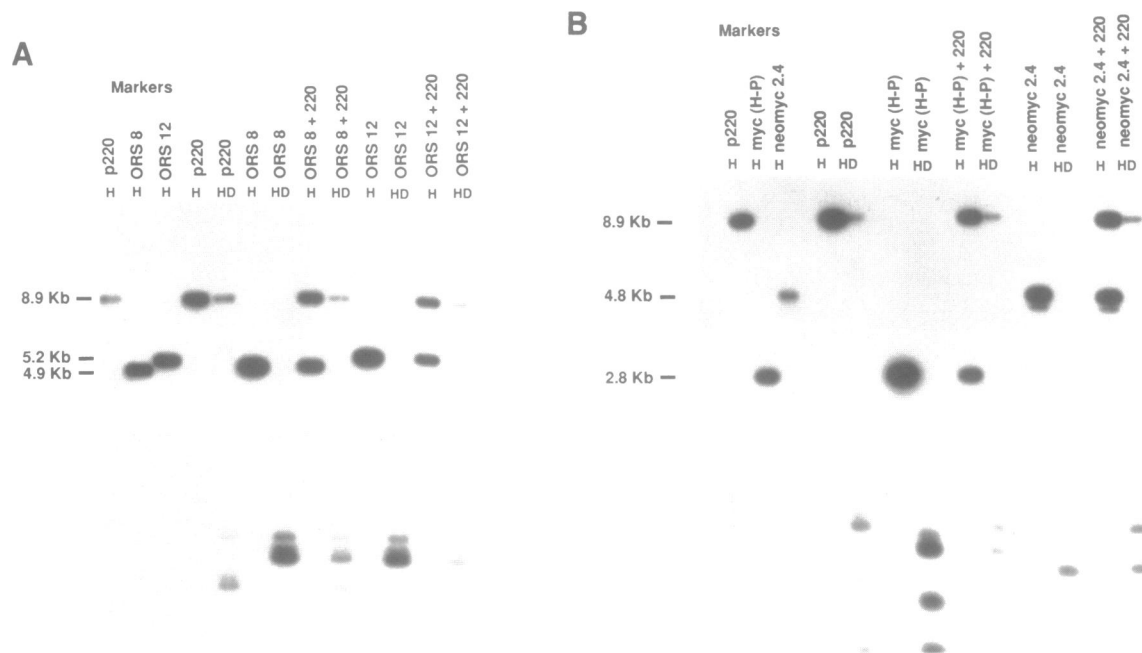 A
Markers
p220
ORS 8
ORS 12
p220
p220
ORS 8
ORS 8
ORS 8 + 220
ORS 8 + 220
ORS 12
ORS 12
ORS 12 + 220
ORS 12 + 220
H H H H HD H HD H HD H HD H HD
8.9 Kb
5.2 Kb
4.9 Kb
B
Markers
p220
myc (H-P)
neomyc 2.4
p220
p220
myc (H-P)
myc (H-P)
myc (H-P) + 220
myc (H-P) + 220
neomyc 2.4
neomyc 2.4
neomyc 2.4 + 220
neomyc 2.4 + 220
H H H H HD H HD H HD H HD H HD
8.9 Kb
4.8 Kb
2.8 Kb